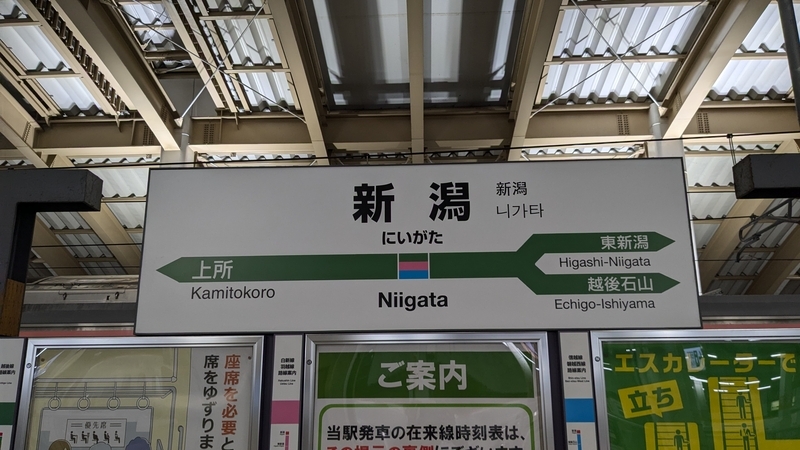 新潟
新潟
니가타
にいがた
上所
Kamitokoro
Niigata
東新潟
Higashi-Niigata
越後石山
Echigo-Ishiyama
優先席
座席を必要と
席をゆずりま
ご案内
当駅発車の在来線時刻表は、
エスカレーターで
立ち